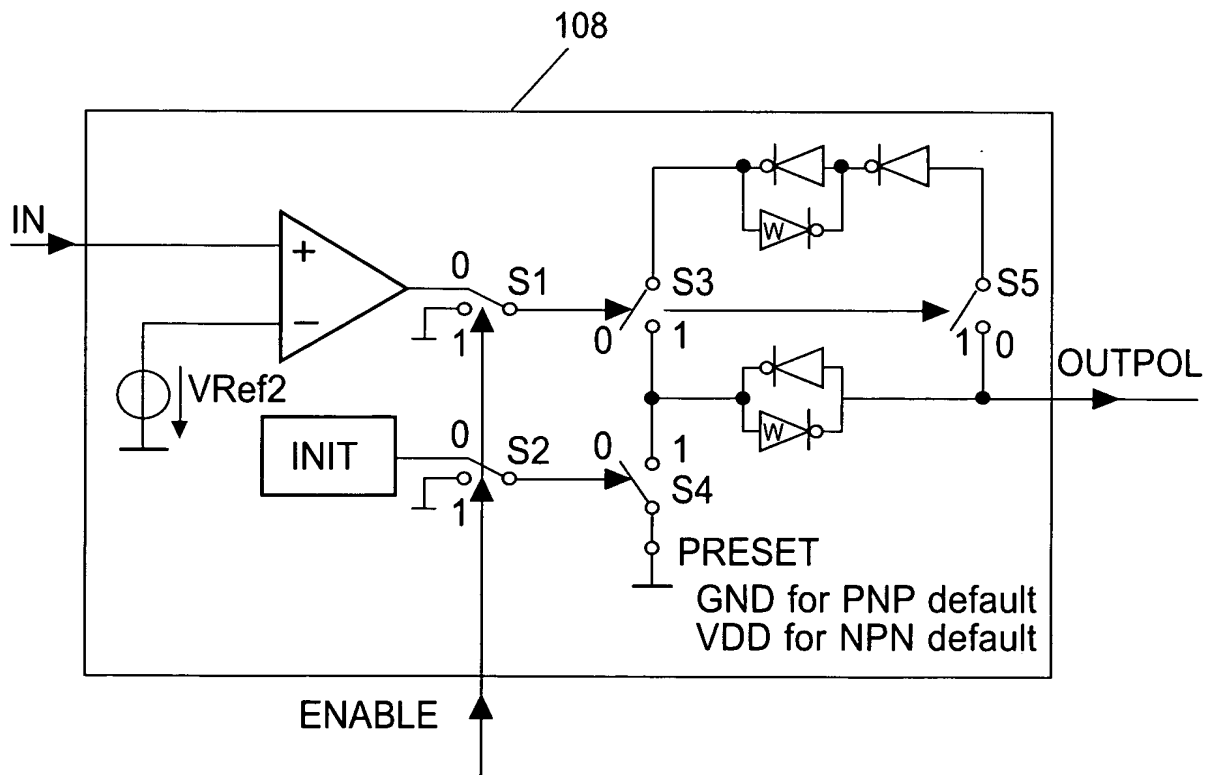 108
IN
+
−
0
S1
1
VRef2
S3
0
1
S5
1
0
OUTPOL
W
W
INIT
0
S2
1
0
1
S4
PRESET
GND for PNP default
VDD for NPN default
ENABLE